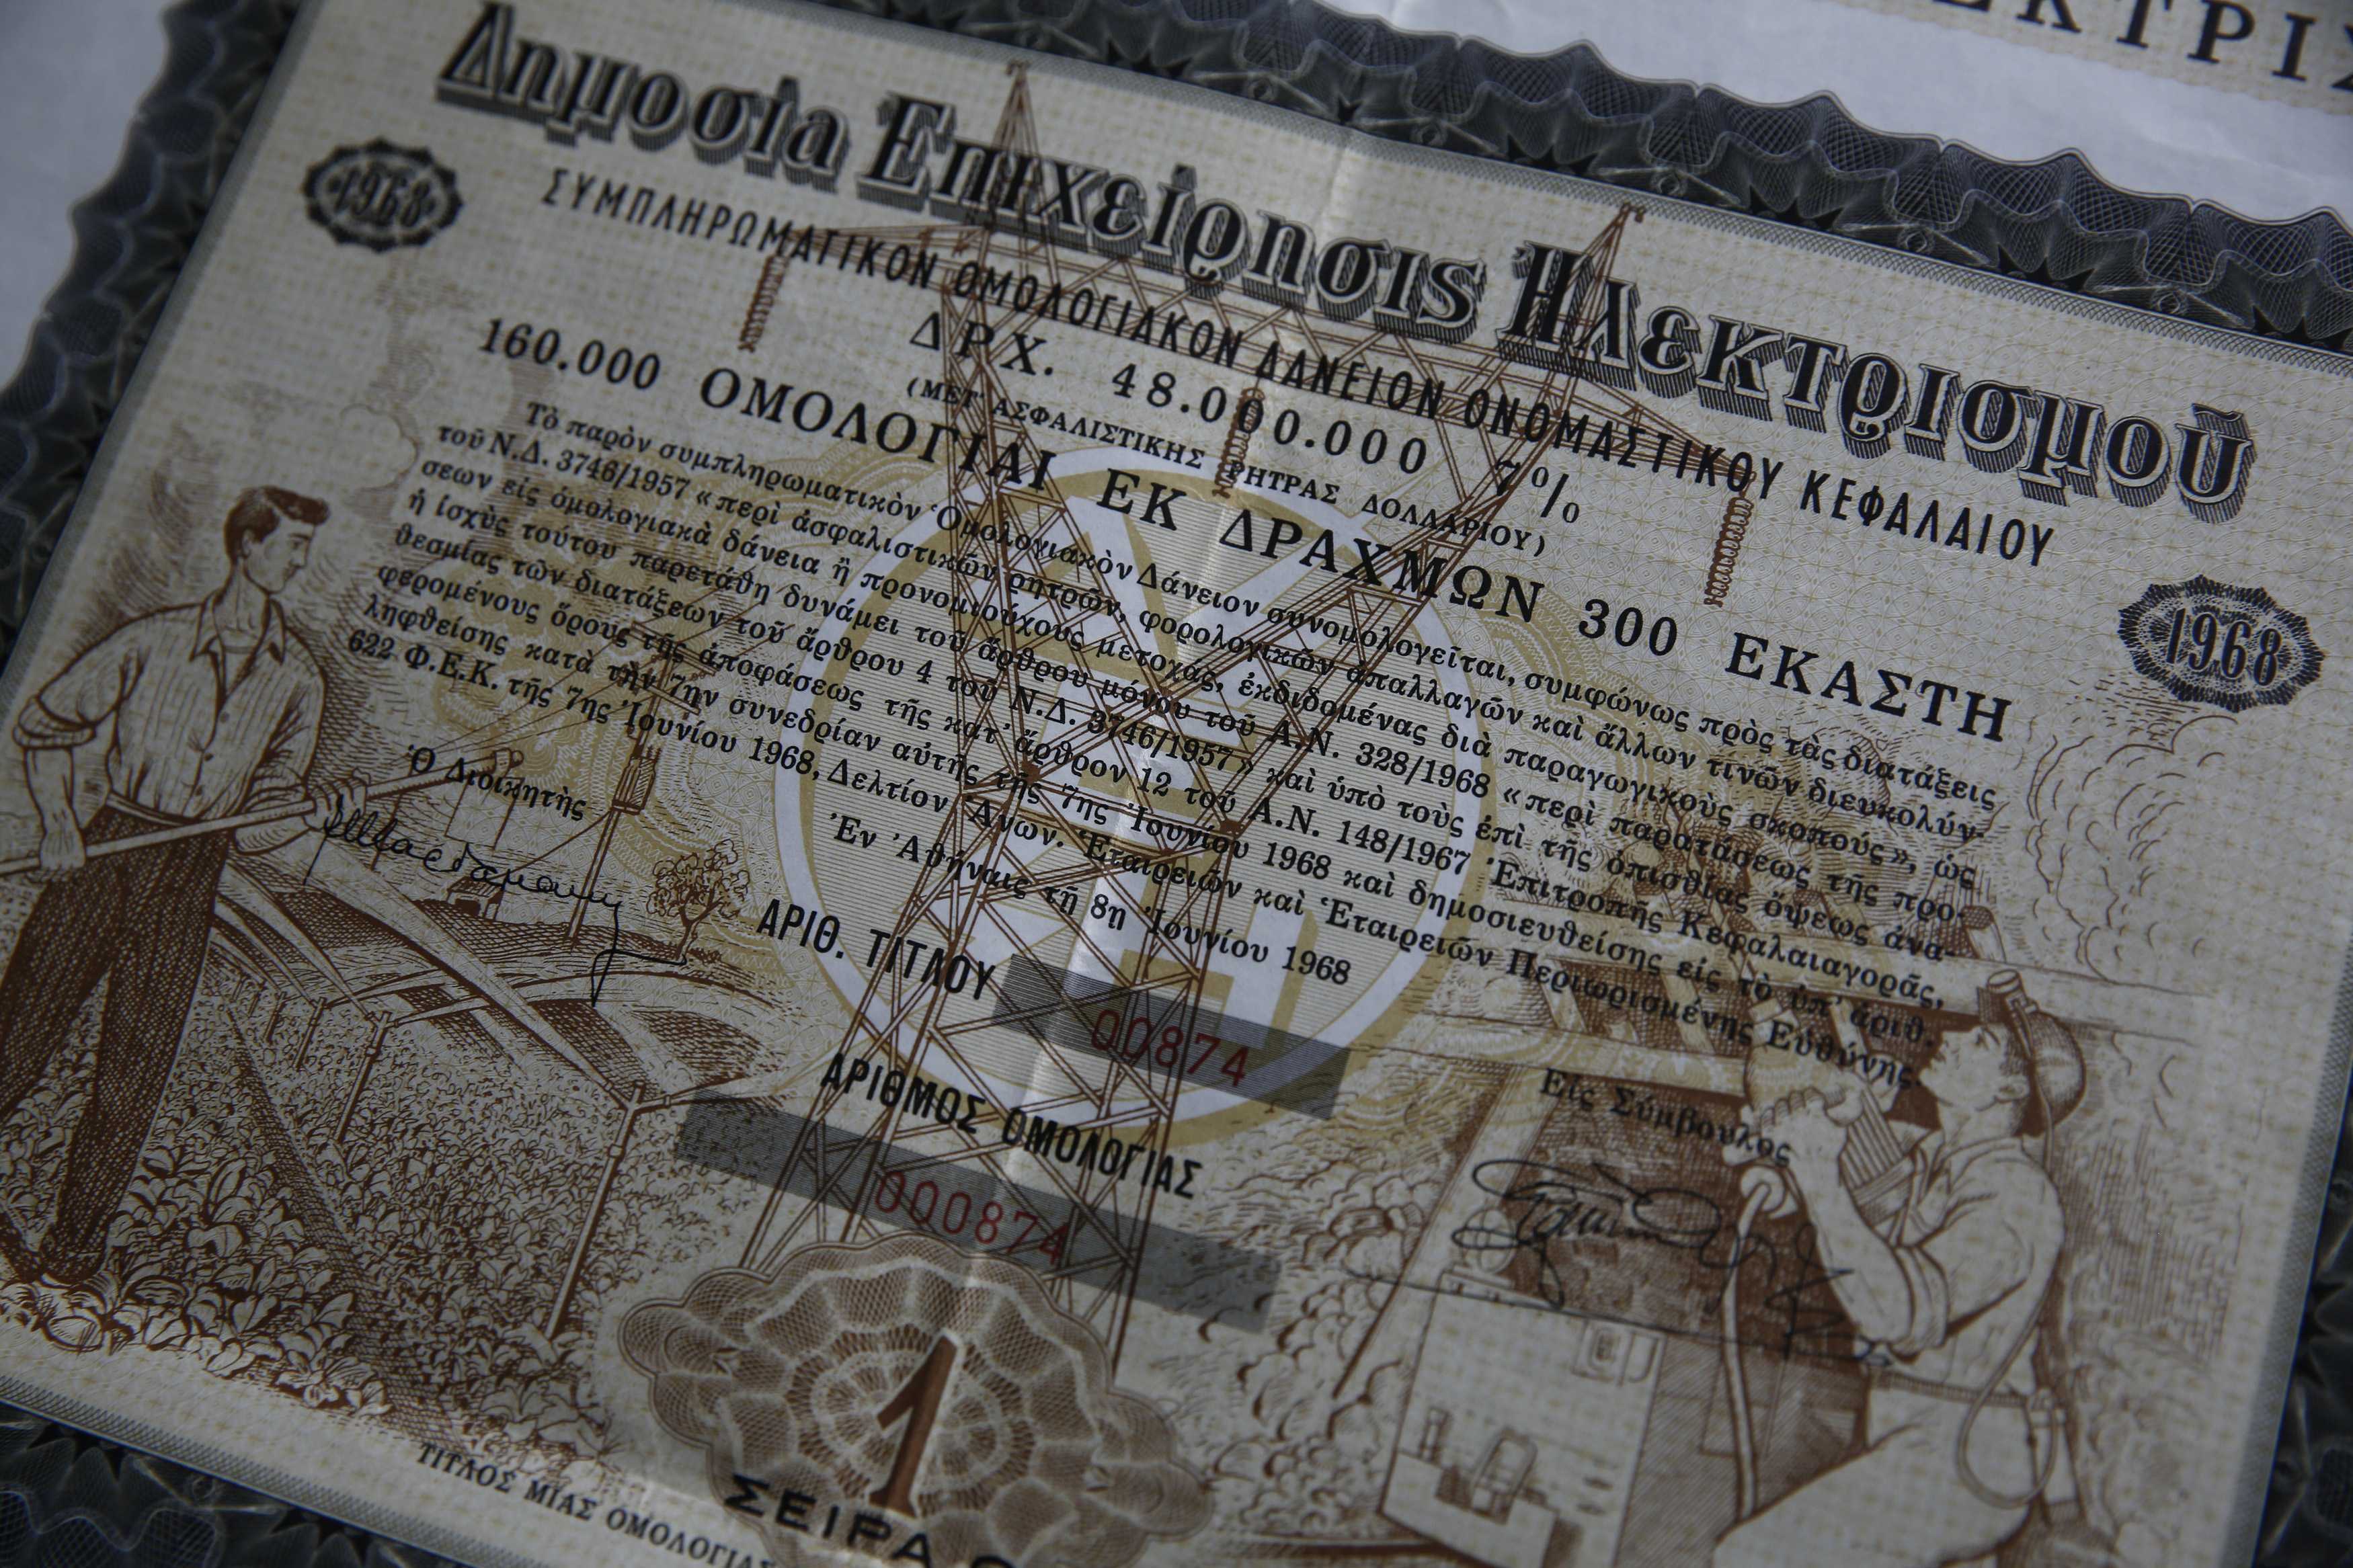 ΕΚΤΡΙΣ
Δημοσία Επιχείρησις Ηλεκτρισμοῦ
1968
ΣΥΜΠΛΗΡΩΜΑΤΙΚΟΝ ΟΜΟΛΟΓΙΑΚΟΝ ΔΑΝΕΙΟΝ ΟΝΟΜΑΣΤΙΚΟΥ ΚΕΦΑΛΑΙΟΥ
ΔΡΧ. 48.000.000 7%
(ΜΕΤ' ΑΣΦΑΛΙΣΤΙΚΗΣ ΡΗΤΡΑΣ ΔΟΛΛΑΡΙΟΥ)
160.000 ΟΜΟΛΟΓΙΑΙ ΕΚ ΔΡΑΧΜΩΝ 300 ΕΚΑΣΤΗ
1968
Τὸ παρὸν συμπληρωματικὸν Ὁμολογιακὸν Δάνειον συνομολογεῖται, συμφώνως πρὸς τὰς διατάξεις
τοῦ Ν.Δ. 3746/1957 «περὶ ἀσφαλιστικῶν ρητρῶν, φορολογικῶν ἀπαλλαγῶν καὶ ἄλλων τινῶν διευκολύν-
σεων εἰς ὁμολογιακὰ δάνεια ἢ προνομιούχους μετοχάς, ἐκδιδομένας διὰ παραγωγικοὺς σκοπούς», ὡς
ἡ ἰσχὺς τούτου παρετάθη δυνάμει τοῦ ἄρθρου μόνου τοῦ Α.Ν. 328/1968 «περὶ παρατάσεως τῆς προ-
θεσμίας τῶν διατάξεων τοῦ ἄρθρου 4 τοῦ Ν.Δ. 3746/1957» καὶ ὑπὸ τοὺς ἐπὶ τῆς ὀπισθίας ὄψεως ἀνα-
φερομένους ὅρους τῆς ἀποφάσεως τῆς κατ' ἄρθρον 12 τοῦ Α.Ν. 148/1967 Ἐπιτροπῆς Κεφαλαιαγορᾶς,
ληφθείσης κατὰ τὴν 7ην συνεδρίαν αὐτῆς τῆς 7ης Ἰουνίου 1968 καὶ δημοσιευθείσης εἰς τὸ ὑπ' ἀριθ.
622 Φ.Ε.Κ. τῆς 7ης Ἰουνίου 1968, Δελτίον Ἀνων. Ἑταιρειῶν καὶ Ἑταιρειῶν Περιωρισμένης Εὐθύνης.
Ἐν Ἀθήναις τῇ 8ῃ Ἰουνίου 1968
Ὁ Διοικητὴς
Εἷς Σύμβουλος
ΑΡΙΘ. ΤΙΤΛΟΥ 00874
ΑΡΙΘΜΟΣ ΟΜΟΛΟΓΙΑΣ
000874
1
ΣΕΙΡΑ
ΤΙΤΛΟΣ ΜΙΑΣ ΟΜΟΛΟΓΙΑΣ